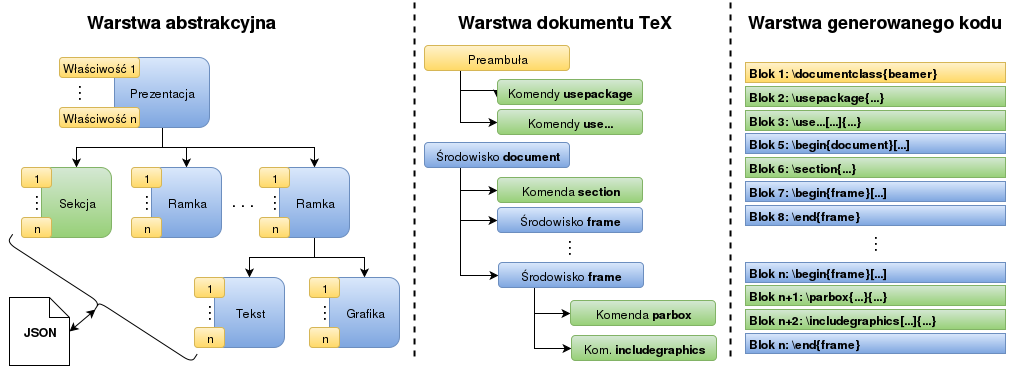 Warstwa abstrakcyjna
Właściwość 1
⋮
Prezentacja
Właściwość n
1
⋮
Sekcja
n
1
⋮
Ramka
n
. . .
1
⋮
Ramka
n
1
⋮
Tekst
n
1
⋮
Grafika
n
JSON
Warstwa dokumentu TeX
Preambuła
Komendy usepackage
Komendy use...
Środowisko document
Komenda section
Środowisko frame
⋮
Środowisko frame
Komenda parbox
Kom. includegraphics
Warstwa generowanego kodu
Blok 1: \documentclass{beamer}
Blok 2: \usepackage{...}
Blok 3: \use...[...]{...}
Blok 5: \begin{document}[...]
Blok 6: \section{...}
Blok 7: \begin{frame}[...]
Blok 8: \end{frame}
⋮
Blok n: \begin{frame}[...]
Blok n+1: \parbox{...}{...}
Blok n+2: \includegraphics[...]{...}
Blok n: \end{frame}